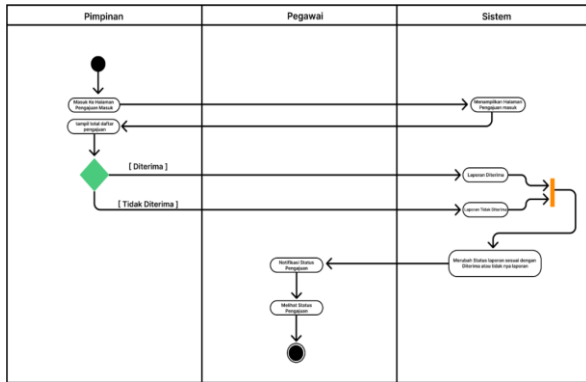 Pimpinan
Pegawai
Sistem
Masuk Ke Halaman
Pengajuan Masuk
Menampilkan Halaman
Pengajuan masuk
tampil total daftar
pengajuan
[ Diterima ]
Laporan Diterima
[ Tidak Diterima ]
Laporan Tidak Diterima
Notifikasi Status
Pengajuan
Merubah Status laporan sesuai dengan
Diterima atau tidak nya laporan
Melihat Status
Pengajuan